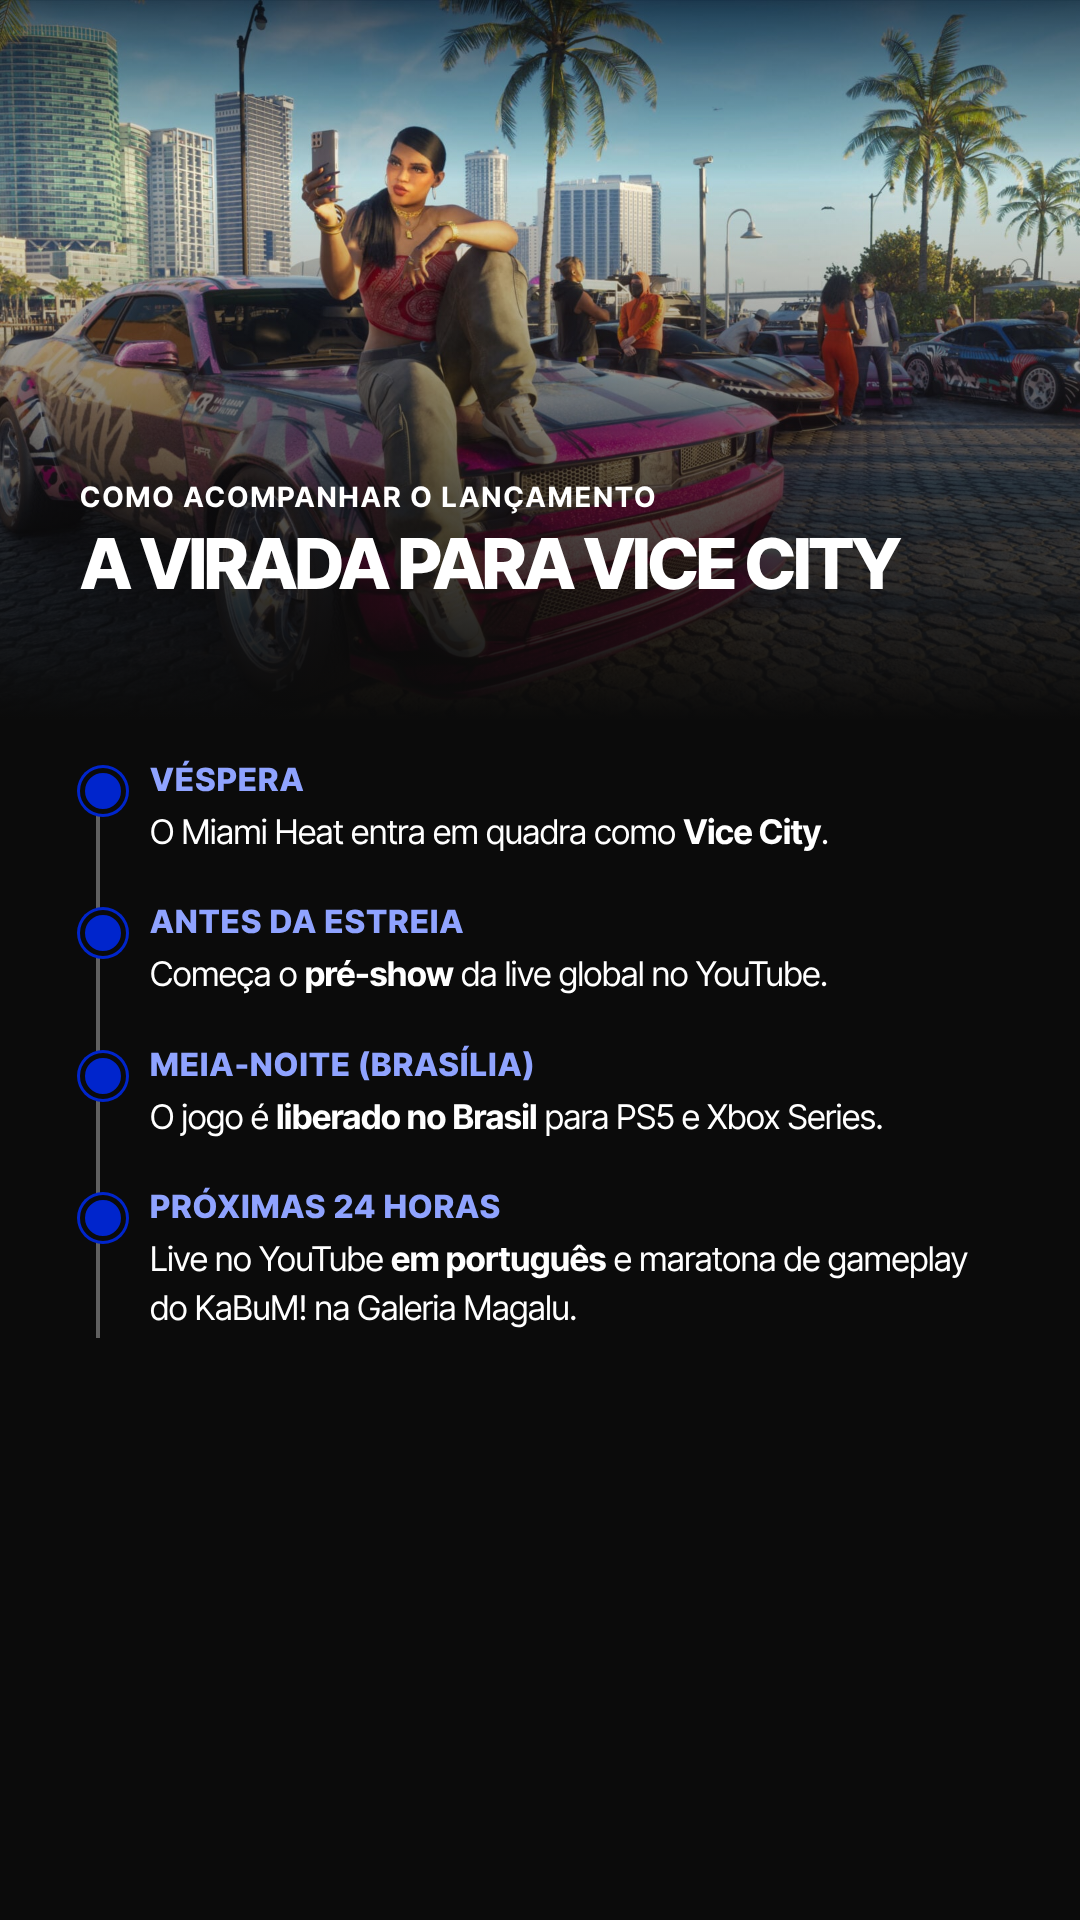 COMO ACOMPANHAR O LANÇAMENTO
A VIRADA PARA VICE CITY
VÉSPERA
O Miami Heat entra em quadra como Vice City.
ANTES DA ESTREIA
Começa o pré-show da live global no YouTube.
MEIA-NOITE (BRASÍLIA)
O jogo é liberado no Brasil para PS5 e Xbox Series.
PRÓXIMAS 24 HORAS
Live no YouTube em português e maratona de gameplay
do KaBuM! na Galeria Magalu.